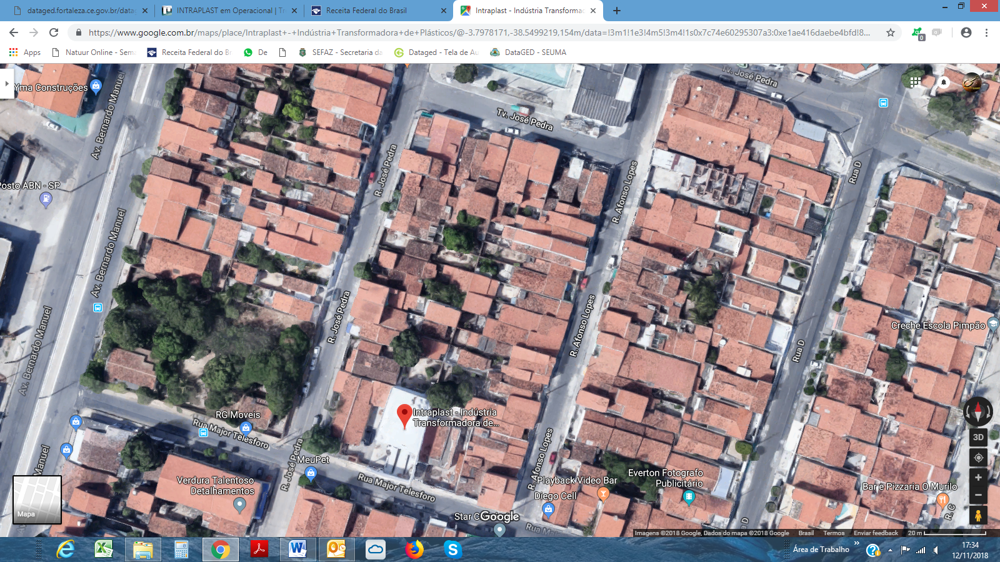 dataged.fortaleza.ce.gov.br/datag
INTRAPLAST em Operacional | Tr
Receita Federal do Brasil
Intraplast - Indústria Transformad
https://www.google.com.br/maps/place/Intraplast+-+Indústria+Transformadora+de+Plásticos/@-3.7978171,-38.5499219,154m/data=!3m1!1e3!4m5!3m4!1s0x7c74e60295307a3:0xe1ae416daebe4bfd!8...
0
Apps
Natuur Online - Sema
Receita Federal do Br
De
SEFAZ - Secretaria da
Dataged - Tela de Au
DataGED - SEUMA
Yma Construções
Av. Bernardo Manuel
Tv. José Pedra
Tv. José Pedra
Posto ABN - SP
R. José Pedra
R. Afonso Lopes
Rua D
Av. Bernardo Manuel
Av. Bernardo Manuel
R. José Pedra
R. Afonso Lopes
Creche Escola Pimpão
Rua D
RG Moveis
Rua Major Telesforo
Intraplast - Indústria
Transformadora de...
R. José Pedra
R. Afonso Lopes
Manuel
MeuPet
Rua Major Telesforo
Verdura Talentoso
Detalhamentos
Playback Video Bar
Diego Cell
Everton Fotografo
Publicitário
Bar e Pizzaria O Murilo
R. C
Star C
Google
Rua Ma
D
3D
+
−
Mapa
Imagens ©2018 Google, Dados do mapa ©2018 Google
Brasil
Termos
Enviar feedback
20 m
Área de Trabalho
17:34
12/11/2018